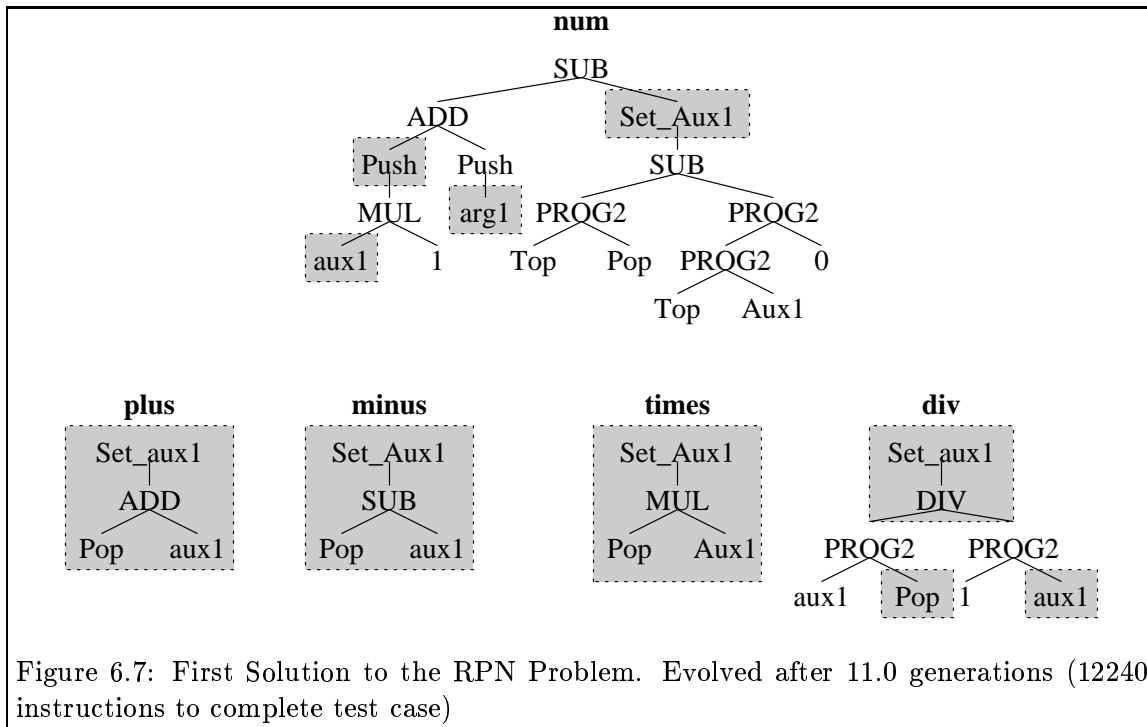 num
SUB
ADD Set_Aux1
Push Push SUB
MUL arg1 PROG2 PROG2
aux1 1 Top Pop PROG2 0
Top Aux1
plus minus times div
Set_aux1 Set_Aux1 Set_Aux1 Set_aux1
ADD SUB MUL DIV
Pop aux1 Pop aux1 Pop Aux1 PROG2 PROG2
aux1 Pop 1 aux1
Figure 6.7: First Solution to the RPN Problem. Evolved after 11.0 generations (12240
instructions to complete test case)